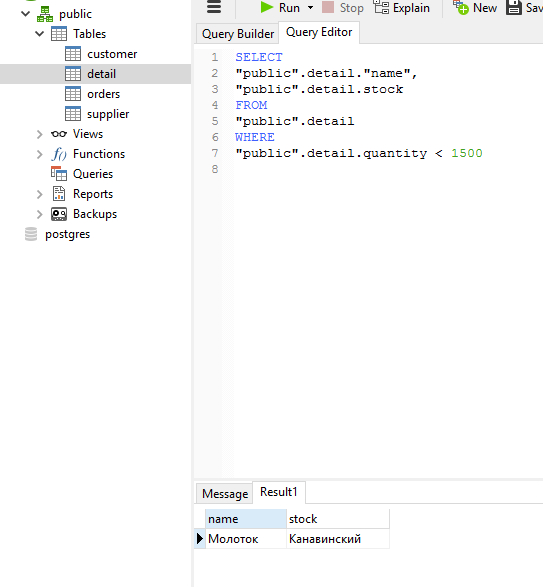 public
Tables
customer
detail
orders
supplier
Views
f() Functions
Queries
Reports
Backups
postgres
Run Stop Explain New
Query Builder Query Editor
1 SELECT
2 "public".detail."name",
3 "public".detail.stock
4 FROM
5 "public".detail
6 WHERE
7 "public".detail.quantity < 1500
8
Message Result1
name stock
Молоток Канавинский